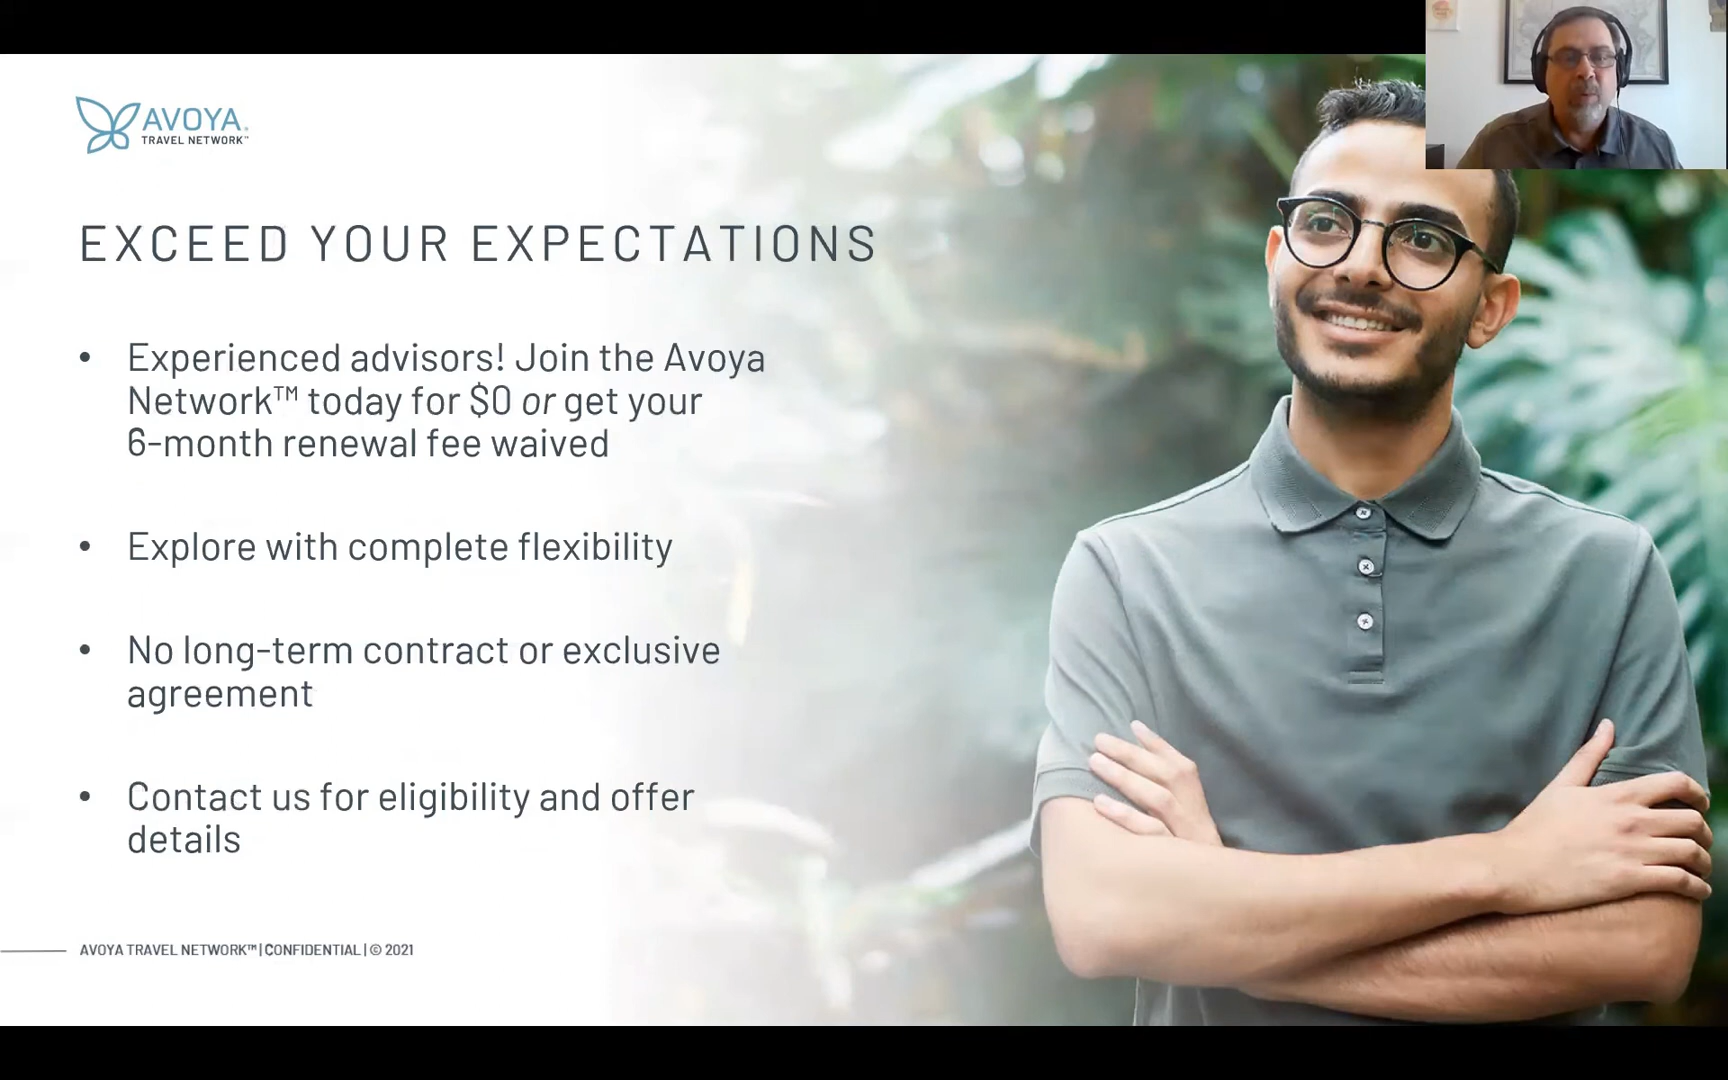 AVOYA
TRAVEL NETWORK™
EXCEED YOUR EXPECTATIONS
• Experienced advisors! Join the Avoya
Network™ today for $0 or get your
6-month renewal fee waived
• Explore with complete flexibility
• No long-term contract or exclusive
agreement
• Contact us for eligibility and offer
details
AVOYA TRAVEL NETWORK™ | CONFIDENTIAL | © 2021